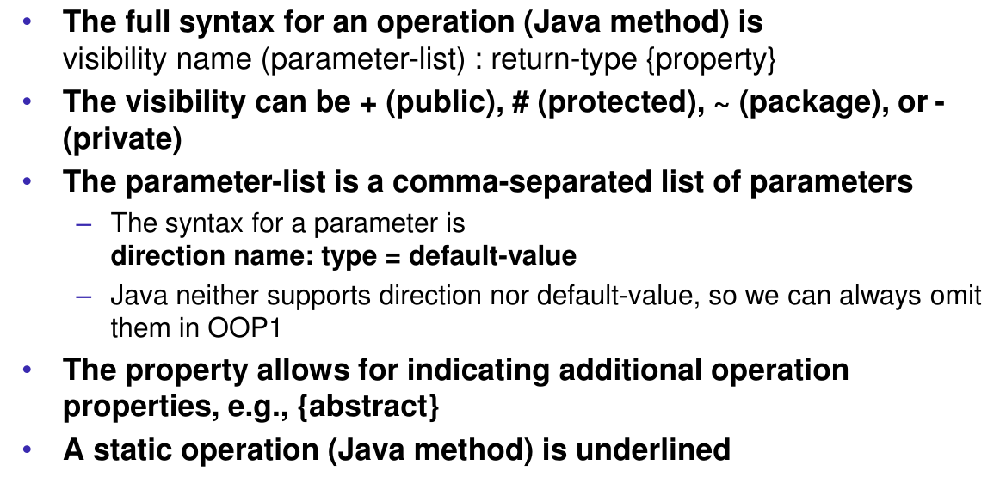 • The full syntax for an operation (Java method) is
visibility name (parameter-list) : return-type {property}
• The visibility can be + (public), # (protected), ~ (package), or -
(private)
• The parameter-list is a comma-separated list of parameters
– The syntax for a parameter is
direction name: type = default-value
– Java neither supports direction nor default-value, so we can always omit
them in OOP1
• The property allows for indicating additional operation
properties, e.g., {abstract}
• A static operation (Java method) is underlined